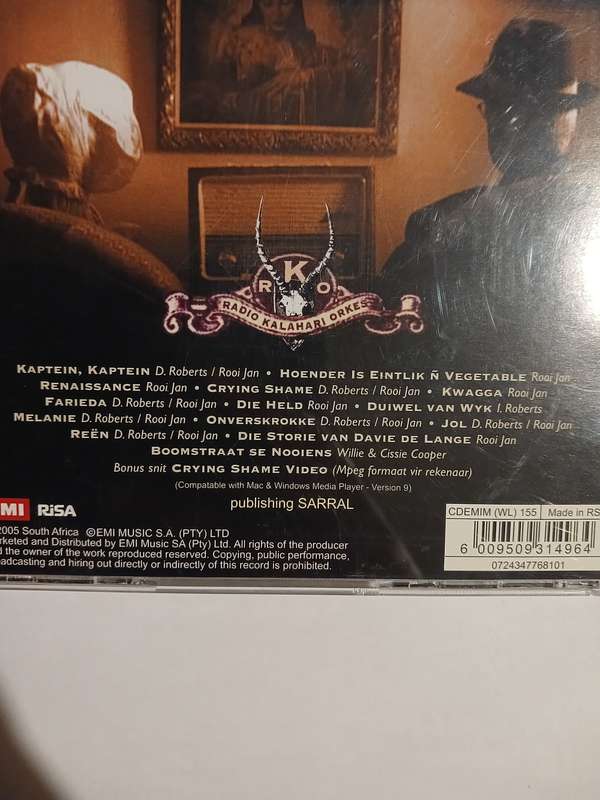 RKO
RADIO KALAHARI ORKES
KAPTEIN, KAPTEIN D. Roberts / Rooi Jan • HOENDER IS EINTLIK Ñ VEGETABLE Rooi Jan
RENAISSANCE Rooi Jan • CRYING SHAME D. Roberts / Rooi Jan • KWAGGA Rooi Jan
FARIEDA D. Roberts / Rooi Jan • DIE HELD Rooi Jan • DUIWEL VAN WYK I. Roberts
MELANIE D. Roberts / Rooi Jan • ONVERSKROKKE D. Roberts / Rooi Jan • JOL D. Roberts / Rooi Jan
REËN D. Roberts / Rooi Jan • DIE STORIE VAN DAVIE DE LANGE Rooi Jan
BOOMSTRAAT SE NOOIENS Willie & Cissie Cooper
Bonus snit CRYING SHAME VIDEO (Mpeg formaat vir rekenaar)
(Compatable with Mac & Windows Media Player - Version 9)
publishing SARRAL
MI RiSA
2005 South Africa ©EMI MUSIC S.A. (PTY) LTD
rketed and Distributed by EMI Music SA (Pty) Ltd. All rights of the producer
d the owner of the work reproduced reserved. Copying, public performance,
oadcasting and hiring out directly or indirectly of this record is prohibited.
CDEMIM (WL) 155 Made in RS
6 009509 314964
0724347768101